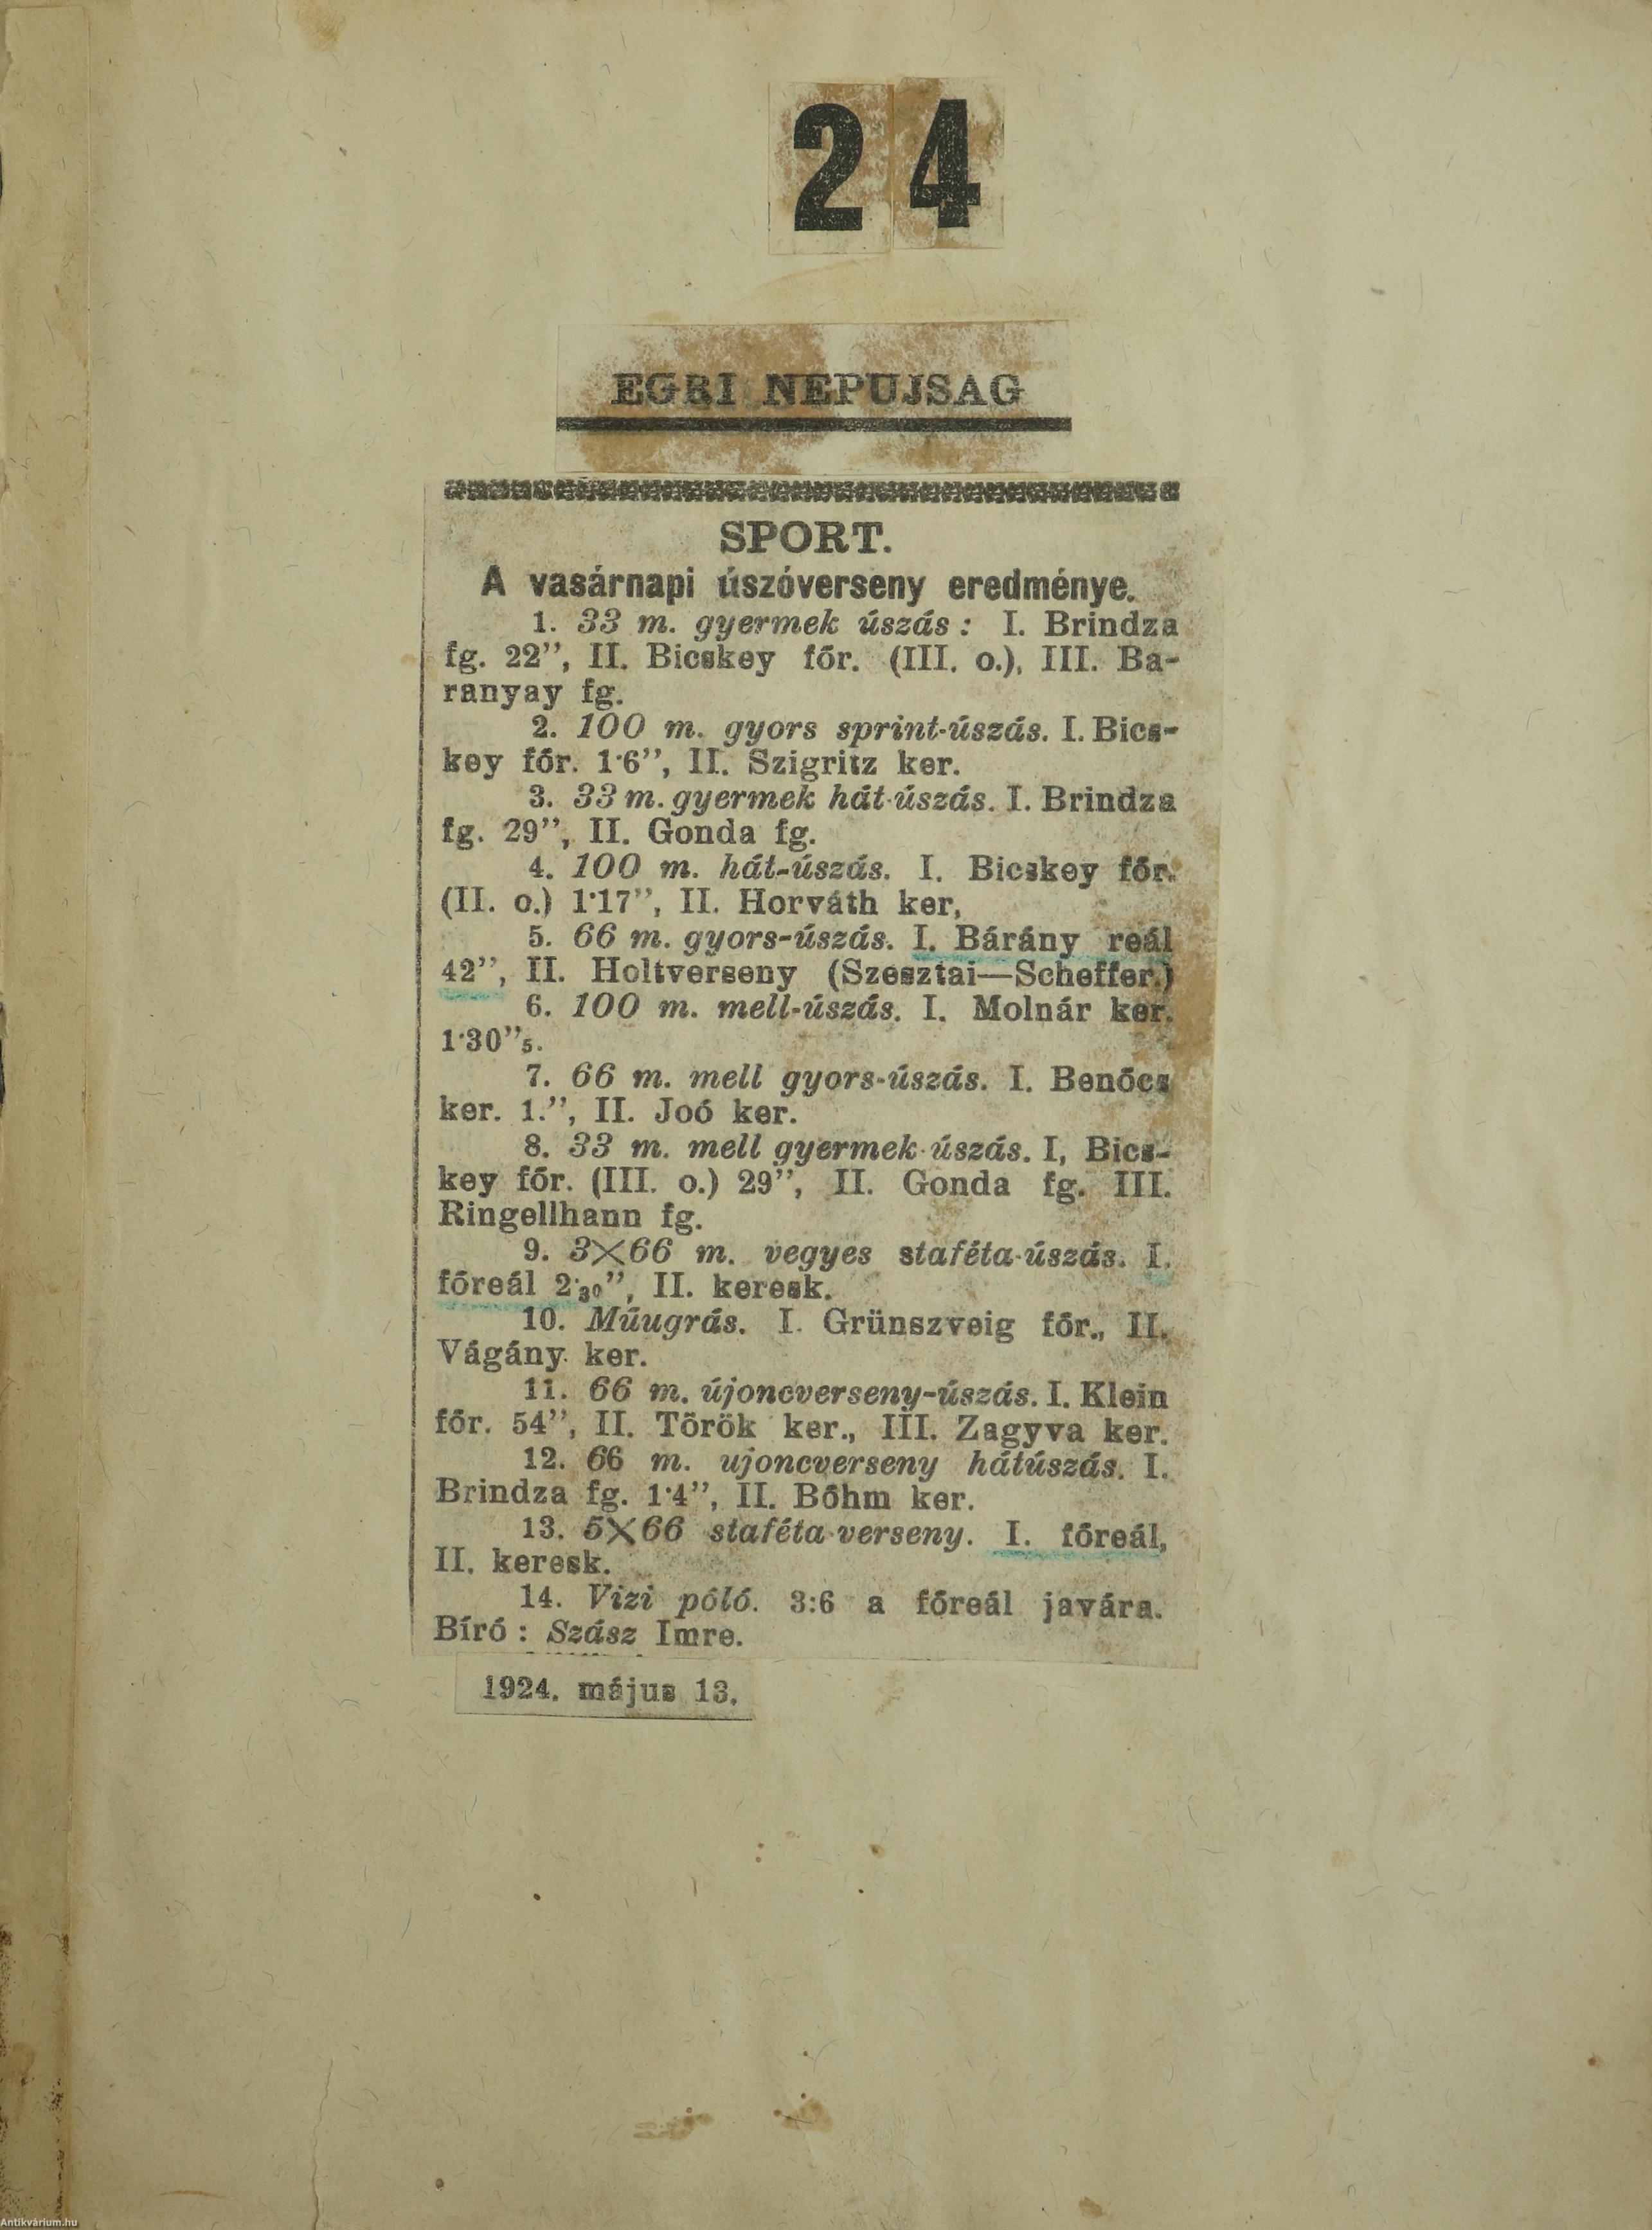 24
EGRI NEPUJSAG
SPORT.
A vasárnapi úszóverseny eredménye.
1. 33 m. gyermek úszás : I. Brindza
fg. 22”, II. Bicskey főr. (III. o.), III. Ba-
ranyay fg.
2. 100 m. gyors sprint-úszás. I. Bics-
key főr. 1·6”, II. Szigritz ker.
3. 33 m. gyermek hát-úszás. I. Brindza
fg. 29”, II. Gonda fg.
4. 100 m. hát-úszás. I. Bicskey főr.
(II. o.) 1·17”, II. Horváth ker,
5. 66 m. gyors-úszás. I. Bárány reál
42”, II. Holtverseny (Szesztai—Scheffer.)
6. 100 m. mell-úszás. I. Molnár ker.
1·30”5.
7. 66 m. mell gyors-úszás. I. Benőcs
ker. 1.”, II. Joó ker.
8. 33 m. mell gyermek-úszás. I, Bics-
key főr. (III. o.) 29”, II. Gonda fg. III.
Ringellhann fg.
9. 3×66 m. vegyes staféta-úszás. I.
főreál 2·30”, II. keresk.
10. Műugrás. I. Grünszveig főr., II.
Vágány ker.
11. 66 m. újoncverseny-úszás. I. Klein
főr. 54”, II. Török ker., III. Zagyva ker.
12. 66 m. ujoncverseny hátúszás. I.
Brindza fg. 1·4”, II. Bőhm ker.
13. 5×66 staféta-verseny. I. főreál,
II. keresk.
14. Vizi póló. 3:6 a főreál javára.
Bíró : Szász Imre.
1924. május 13.
Antikvárium.hu